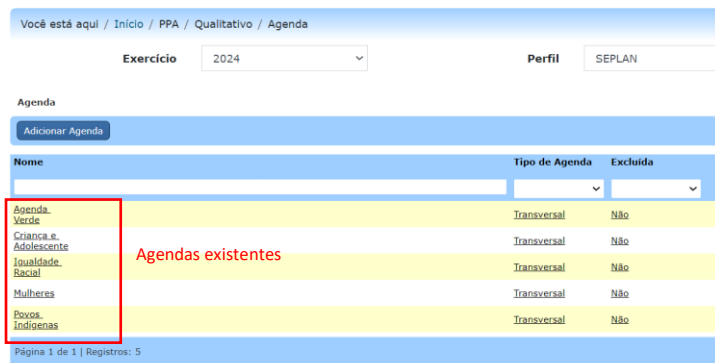 Você está aqui / Início / PPA / Qualitativo / Agenda
Exercício 2024 Perfil SEPLAN
Agenda
Adicionar Agenda
Nome Tipo de Agenda Excluída
Agenda
Verde Transversal Não
Criança e
Adolescente Transversal Não
Agendas existentes
Igualdade
Racial Transversal Não
Mulheres Transversal Não
Povos
Indígenas Transversal Não
Página 1 de 1 | Registros: 5